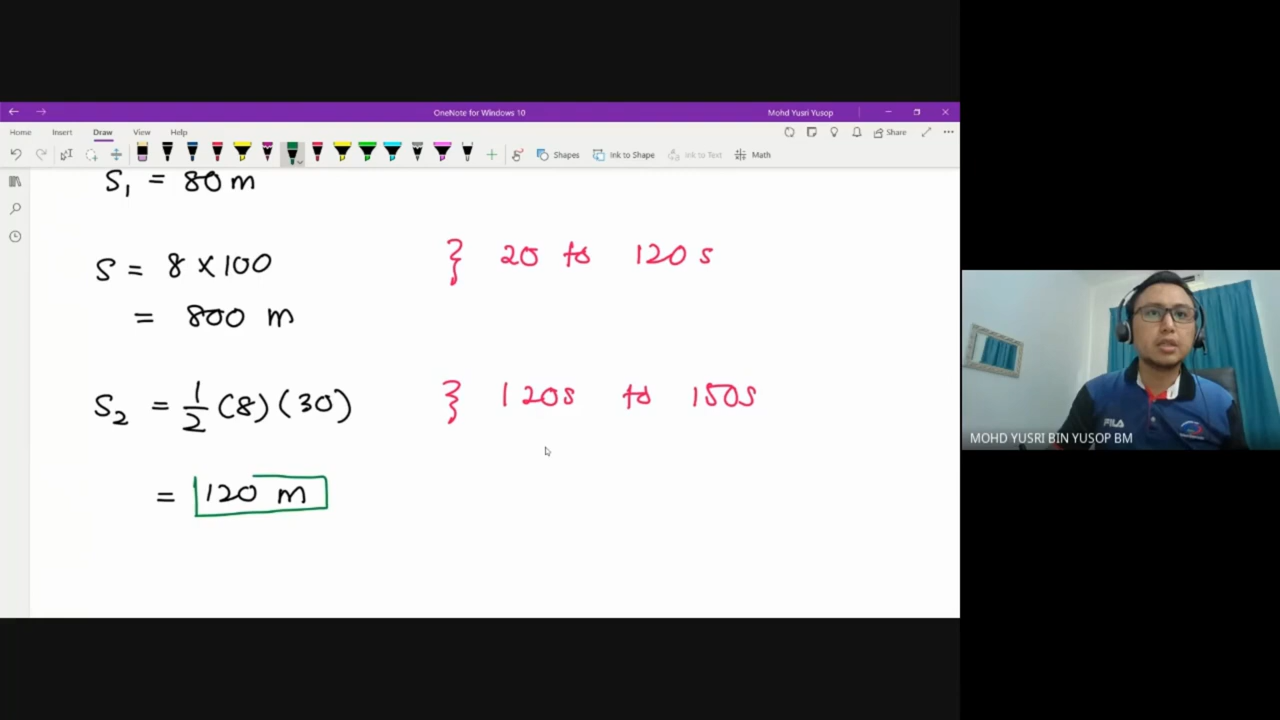 OneNote for Windows 10
Mohd Yusri Yusop
Home Insert Draw View Help
Share
Shapes Ink to Shape Ink to Text Math
S₁ = 80 m
S = 8 × 100 } 20 to 120 s
= 800 m
S₂ = 1/2 (8) (30) } 120s to 150s
= 120 m
FILA
MOHD YUSRI BIN YUSOP BM